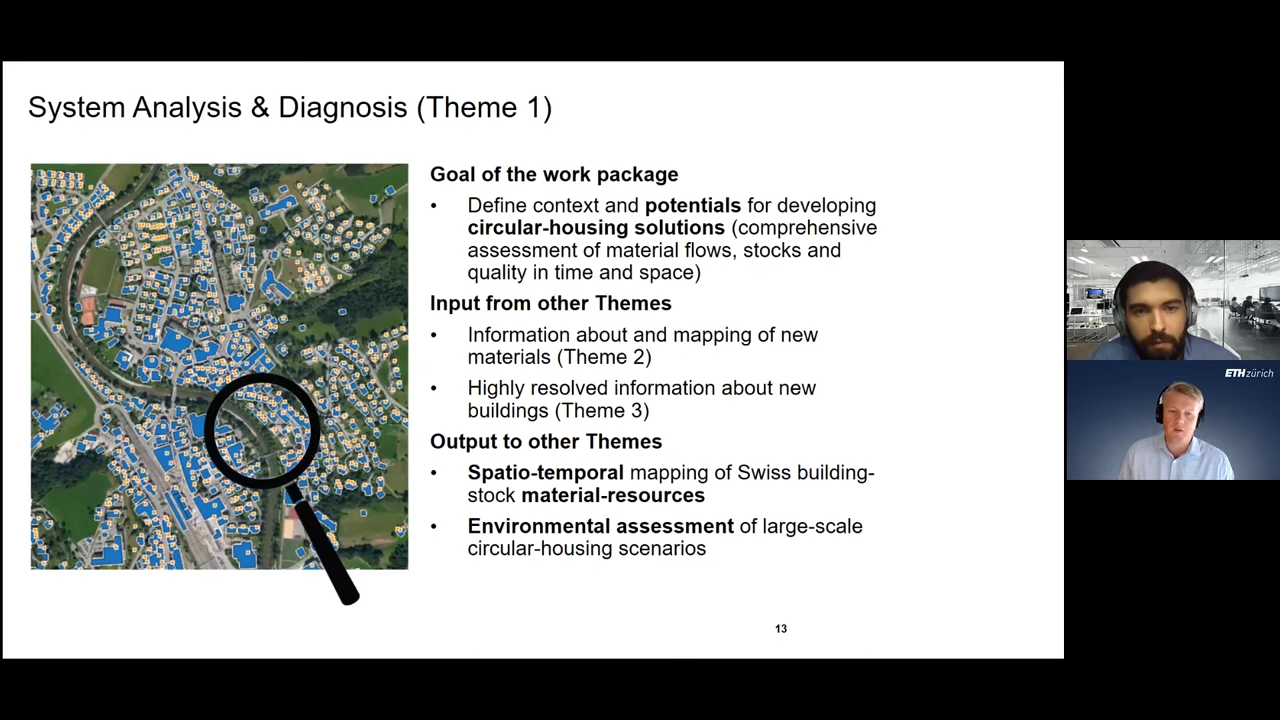 System Analysis & Diagnosis (Theme 1)
Goal of the work package
• Define context and potentials for developing
circular-housing solutions (comprehensive
assessment of material flows, stocks and
quality in time and space)
Input from other Themes
• Information about and mapping of new
materials (Theme 2)
• Highly resolved information about new
buildings (Theme 3)
Output to other Themes
• Spatio-temporal mapping of Swiss building-
stock material-resources
• Environmental assessment of large-scale
circular-housing scenarios
13
ETH zürich